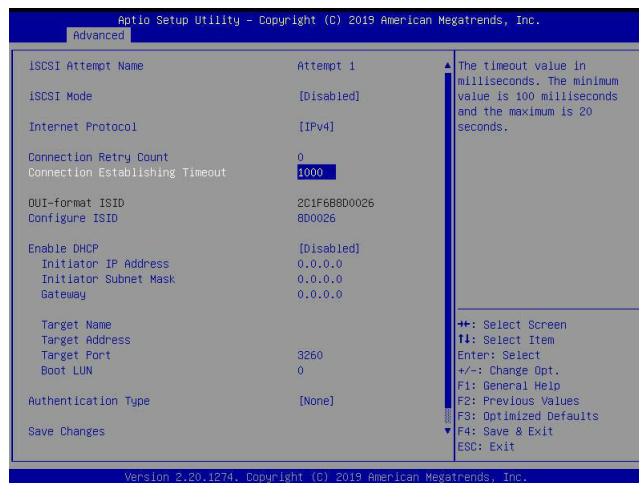 Aptio Setup Utility – Copyright (C) 2019 American Megatrends, Inc.
Advanced
iSCSI Attempt Name Attempt 1
iSCSI Mode [Disabled]
Internet Protocol [IPv4]
Connection Retry Count 0
Connection Establishing Timeout 1000
OUI-format ISID 2C1F6B8D0026
Configure ISID 8D0026
Enable DHCP [Disabled]
Initiator IP Address 0.0.0.0
Initiator Subnet Mask 0.0.0.0
Gateway 0.0.0.0
Target Name
Target Address
Target Port 3260
Boot LUN 0
Authentication Type [None]
Save Changes
The timeout value in
milliseconds. The minimum
value is 100 milliseconds
and the maximum is 20
seconds.
→←: Select Screen
↑↓: Select Item
Enter: Select
+/-: Change Opt.
F1: General Help
F2: Previous Values
F3: Optimized Defaults
F4: Save & Exit
ESC: Exit
Version 2.20.1274. Copyright (C) 2019 American Megatrends, Inc.